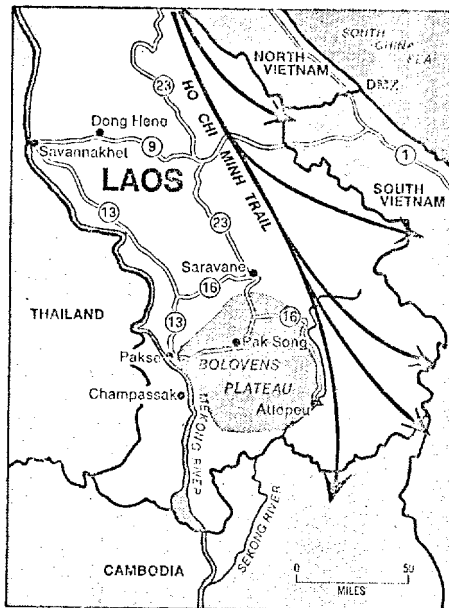 SOUTH
CHINA
SEA
NORTH
VIETNAM
DMZ
23
HO CHI MINH TRAIL
Dong Hene
9
Savannakhet
1
LAOS
SOUTH
VIETNAM
13
23
Saravane
16
THAILAND
13
16
Pakse
Pak Song
BOLOVENS
PLATEAU
Champassak
Attopeu
MEKONG RIVER
SEKONG RIVER
CAMBODIA
0 50
MILES